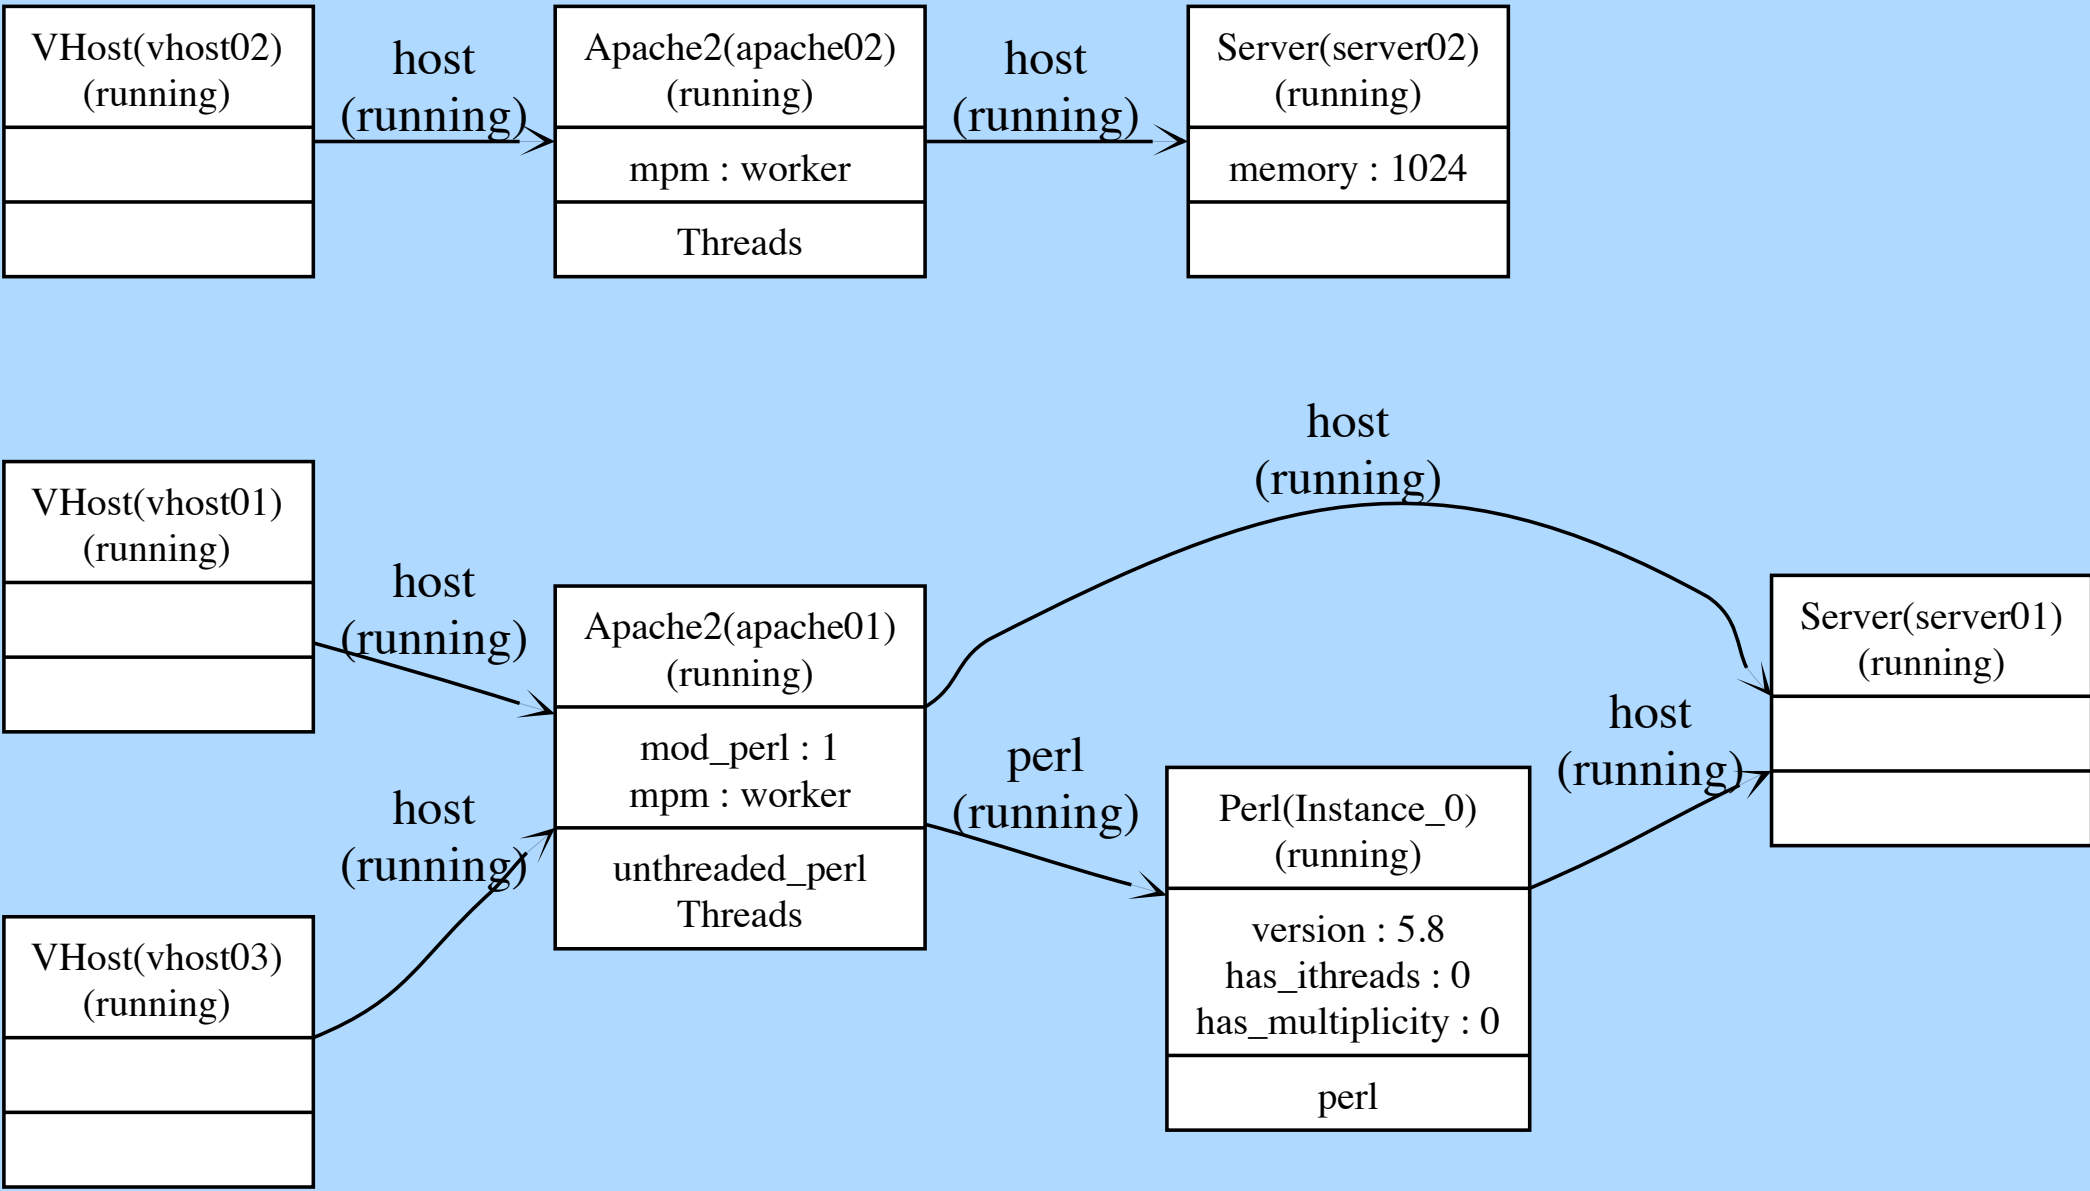 VHost(vhost02)
(running)
host
(running)
Apache2(apache02)
(running)
mpm : worker
Threads
host
(running)
Server(server02)
(running)
memory : 1024
VHost(vhost01)
(running)
host
(running)
VHost(vhost03)
(running)
host
(running)
Apache2(apache01)
(running)
mod_perl : 1
mpm : worker
unthreaded_perl
Threads
host
(running)
perl
(running)
Perl(Instance_0)
(running)
version : 5.8
has_ithreads : 0
has_multiplicity : 0
perl
host
(running)
Server(server01)
(running)